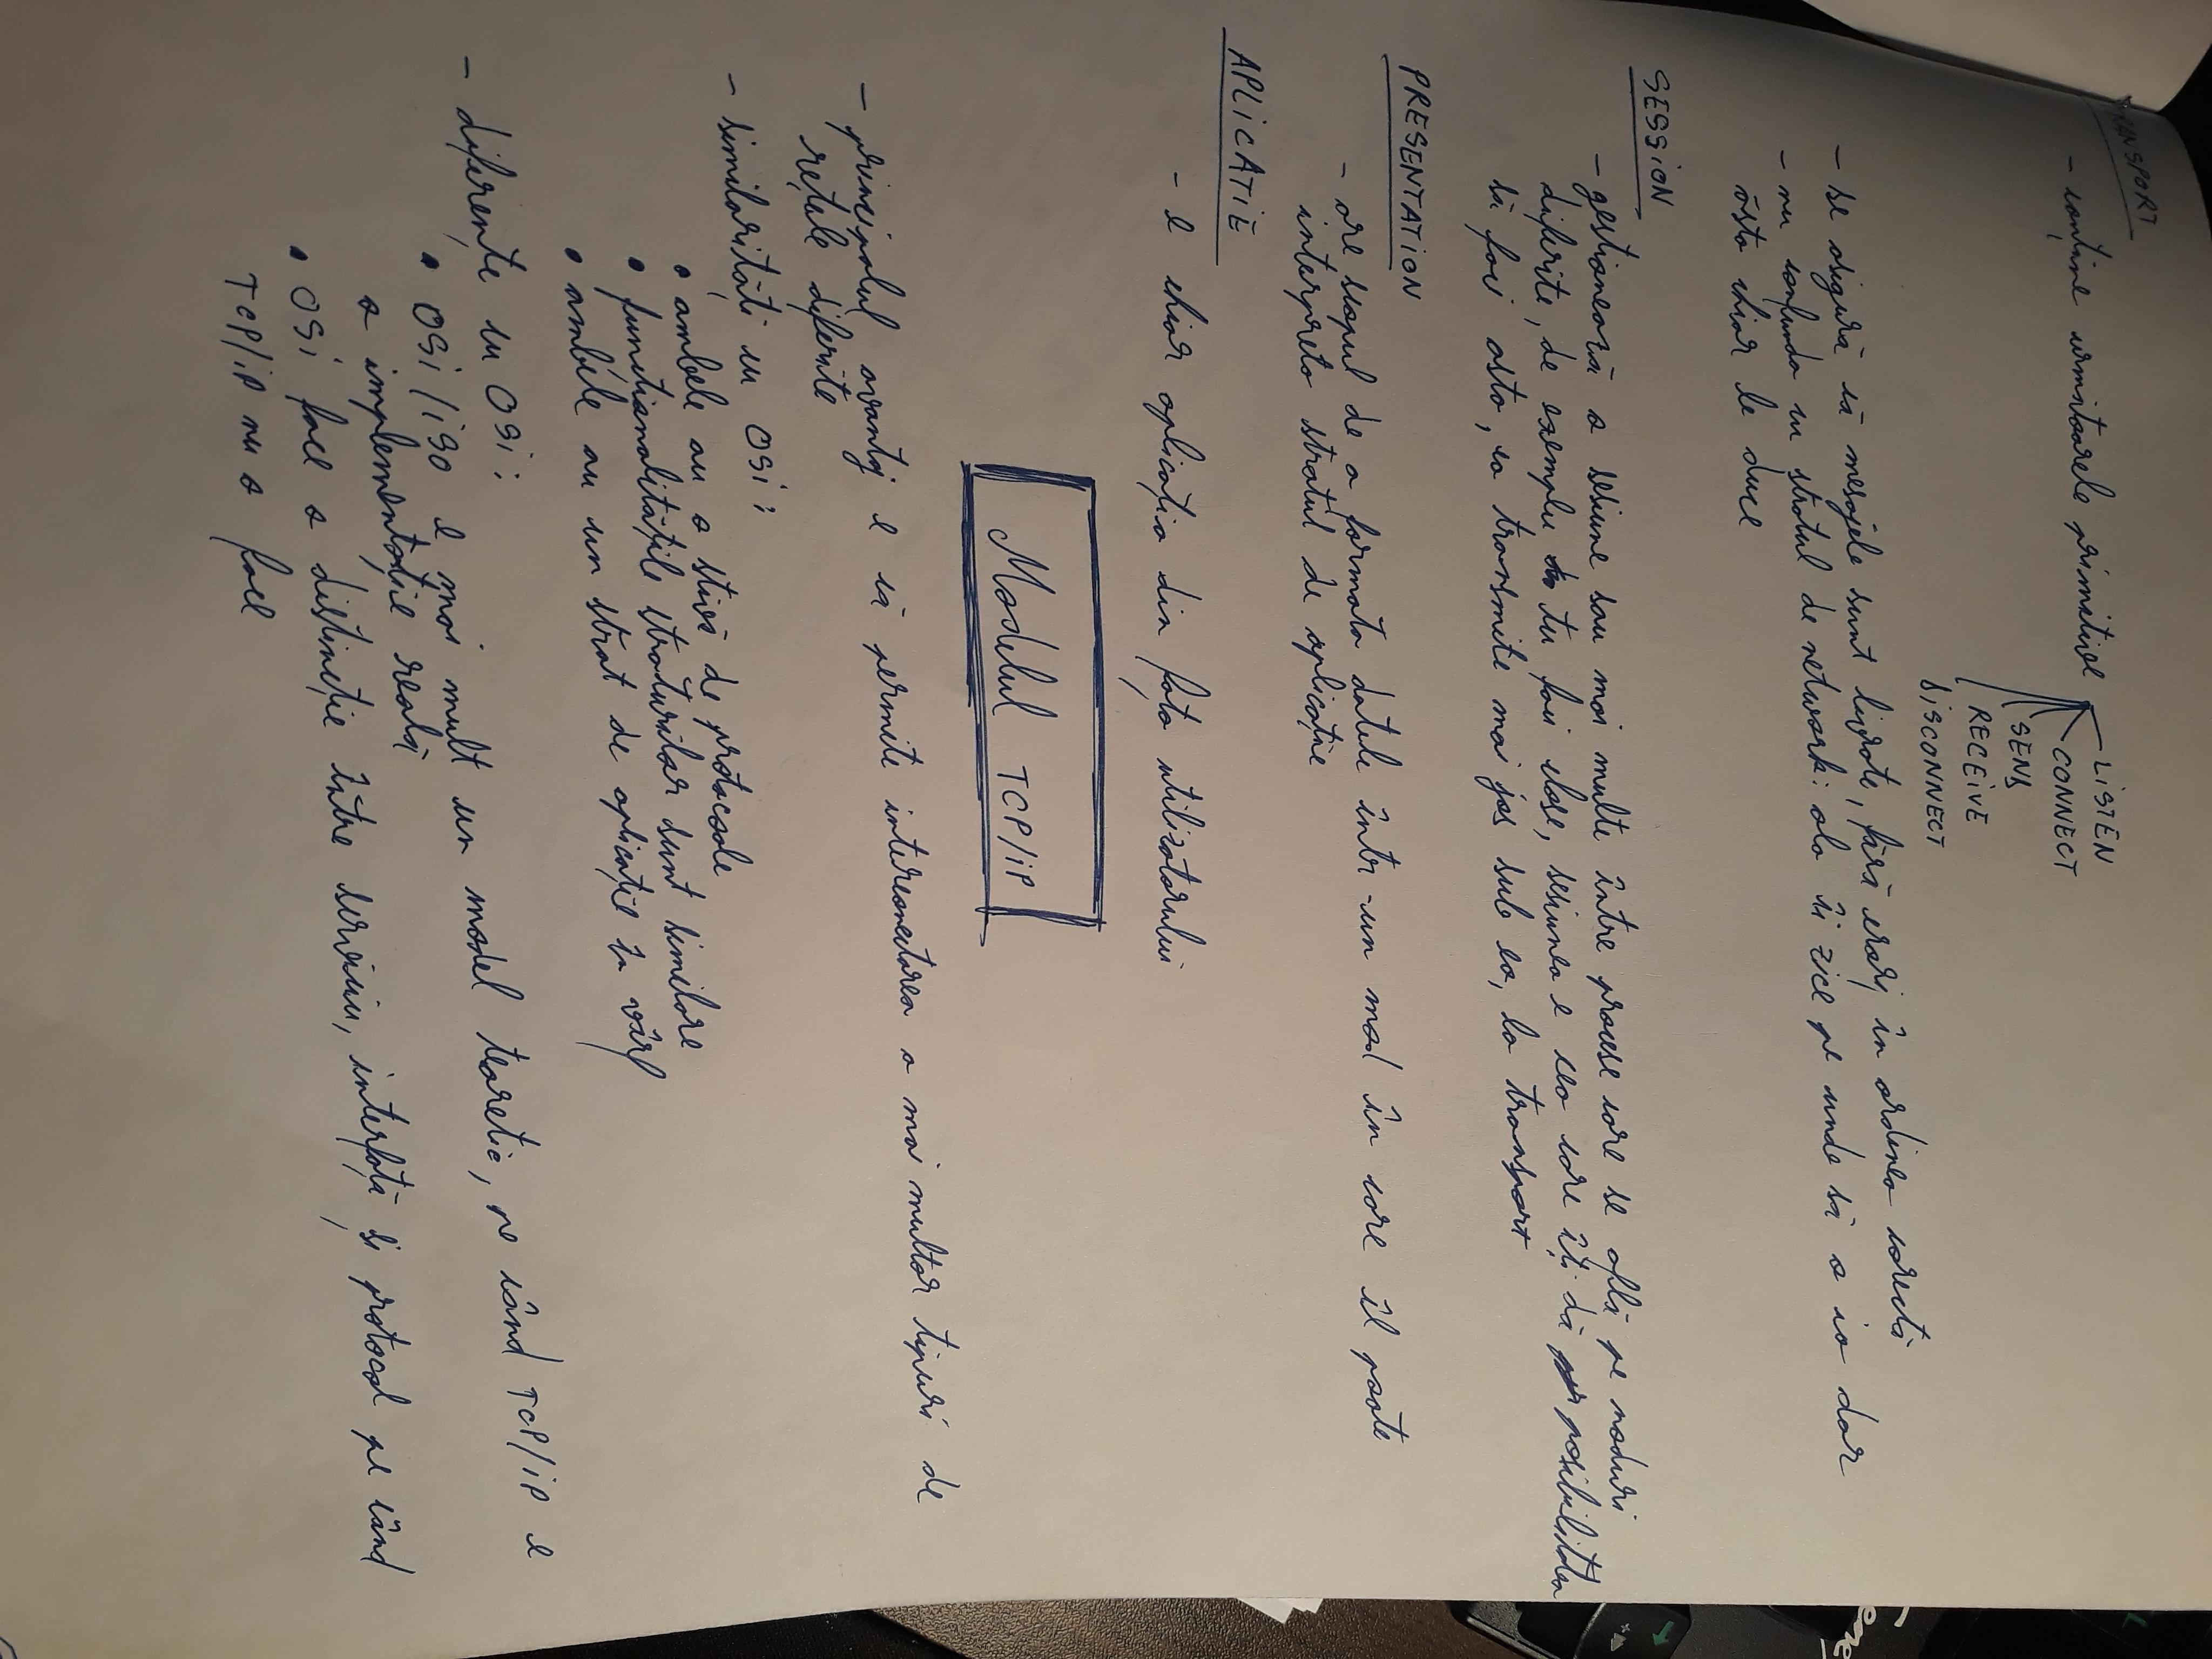 TRANSPORT
- conține următoarele primitive
LISTEN
CONNECT
SEND
RECEIVE
DISCONNECT
- se asigură că mesajele sunt livrate, fără erori, în ordinea corectă
- nu confunda cu stratul de network: ala îi zice pe unde să o ia dar
ăsta chiar le duce
SESSION
- gestionează o sesiune sau mai multe între procese care se află pe noduri
diferite, de exemplu tu faci close, sesiunea e cea care îți dă posibilitatea
să faci asta, ea transmite mai jos sub ea, la transport
PRESENTATION
- are scopul de a formata datele într-un mod în care îl poate
interpreta stratul de aplicație
APLICATIE
- e chiar aplicația din fața utilizatorului
Modelul TCP/IP
- principalul avantaj e că permite interconectarea a mai multor tipuri de
rețele diferite
- similarități cu OSI:
• ambele au o stivă de protocoale
• funcționalitățile straturilor sunt similare
• ambele au un strat de aplicație în vârf
- diferențe cu OSI:
• OSI/ISO e mai mult un model teoretic, pe când TCP/IP e
o implementație reală
• OSI face o distincție între serviciu, interfață și protocol pe când
TCP/IP nu o face